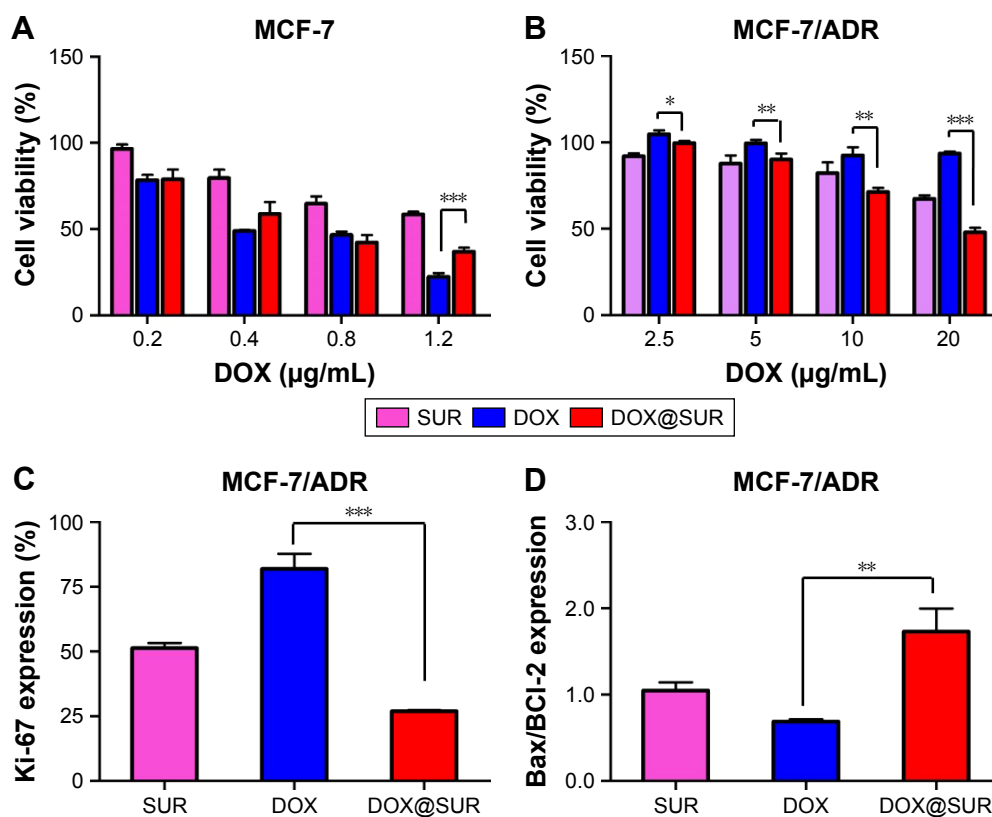 A
MCF-7
Cell viability (%)
150
100
50
0
***
0.2
0.4
0.8
1.2
DOX (µg/mL)
B
MCF-7/ADR
Cell viability (%)
150
100
50
0
*
**
**
***
2.5
5
10
20
DOX (µg/mL)
SUR
DOX
DOX@SUR
C
MCF-7/ADR
Ki-67 expression (%)
100
75
50
25
0
***
SUR
DOX
DOX@SUR
D
MCF-7/ADR
Bax/BCl-2 expression
3.0
2.0
1.0
0.0
**
SUR
DOX
DOX@SUR